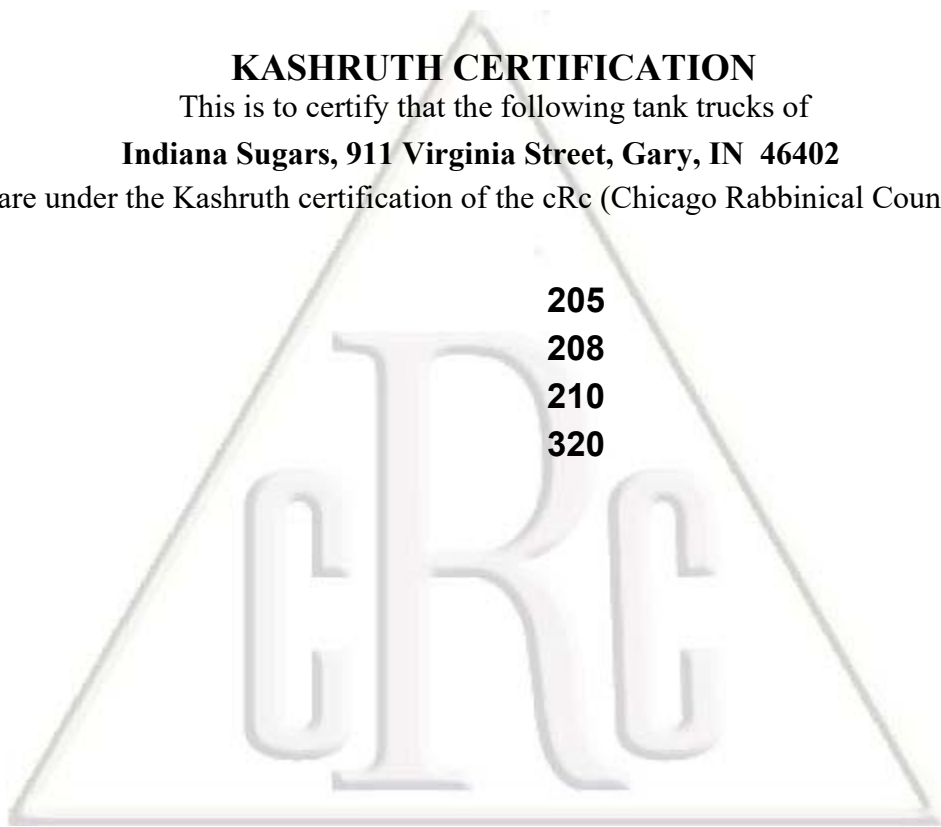 KASHRUTH CERTIFICATION
This is to certify that the following tank trucks of
Indiana Sugars, 911 Virginia Street, Gary, IN 46402
are under the Kashruth certification of the cRc (Chicago Rabbinical Coun
205
208
210
320
cRc